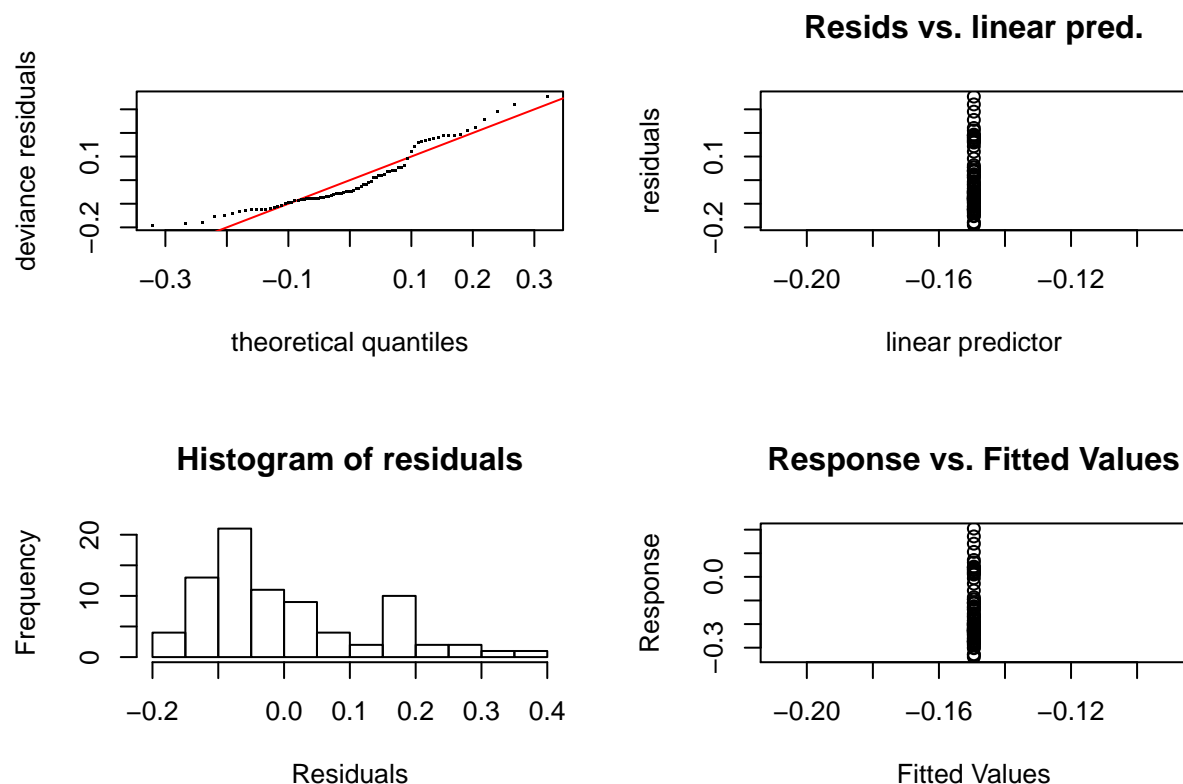 deviance residuals
0.1
−0.2
−0.3
−0.1
0.1
0.2
0.3
theoretical quantiles
Resids vs. linear pred.
residuals
0.1
−0.2
−0.20
−0.16
−0.12
linear predictor
Histogram of residuals
Frequency
20
10
0
−0.2
0.0
0.1
0.2
0.3
0.4
Residuals
Response vs. Fitted Values
Response
0.0
−0.3
−0.20
−0.16
−0.12
Fitted Values